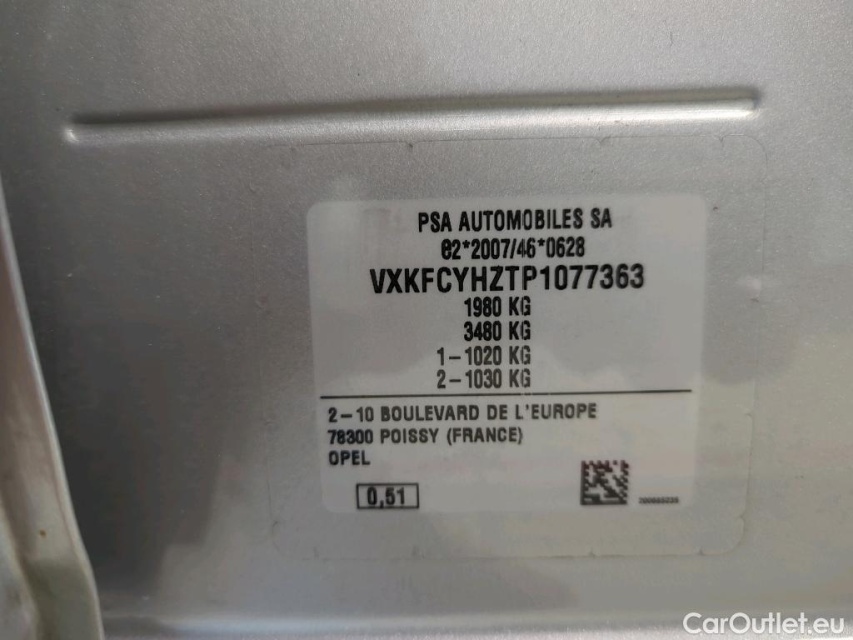 PSA AUTOMOBILES SA
e2*2007/46*0628
VXKFCYHZTP1077363
1980 KG
3480 KG
1-1020 KG
2-1030 KG
2-10 BOULEVARD DE L'EUROPE
78300 POISSY (FRANCE)
OPEL
0,51
CarOutlet.eu